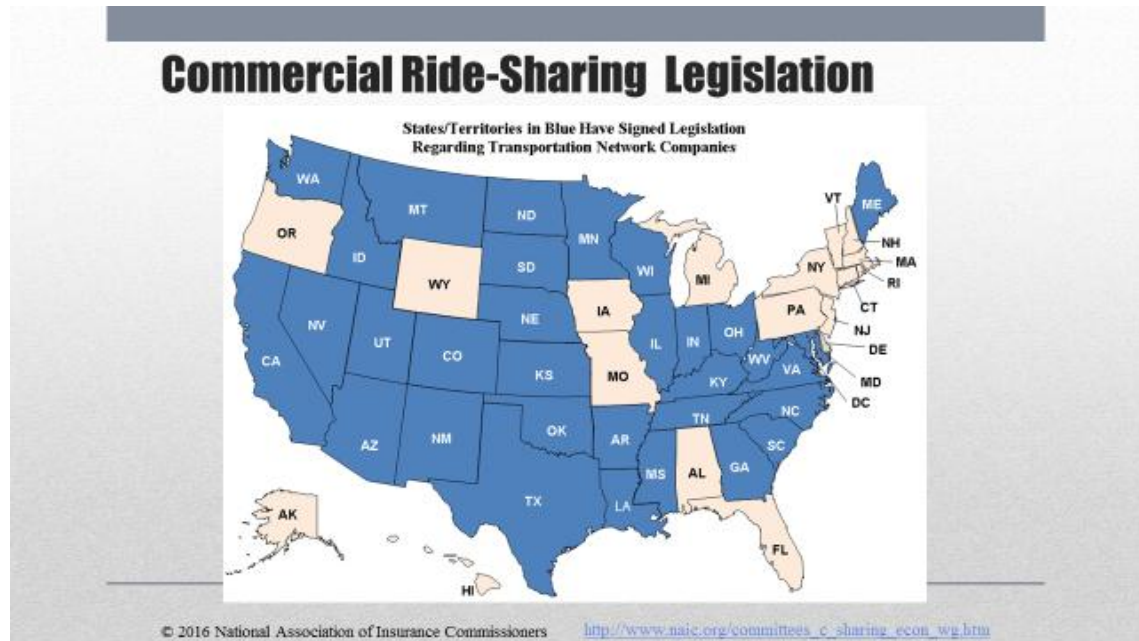 Commercial Ride-Sharing Legislation
States/Territories in Blue Have Signed Legislation
Regarding Transportation Network Companies
WA
MT
ND
MN
VT
ME
OR
ID
WY
SD
WI
MI
NY
NH
MA
RI
CT
NV
UT
CO
NE
IA
IL
IN
OH
PA
NJ
DE
CA
KS
MO
KY
WV
VA
MD
DC
AZ
NM
OK
AR
TN
NC
SC
TX
LA
MS
AL
GA
AK
HI
FL
© 2016 National Association of Insurance Commissioners http://www.naic.org/committees_c_sharing_econ_wg.htm